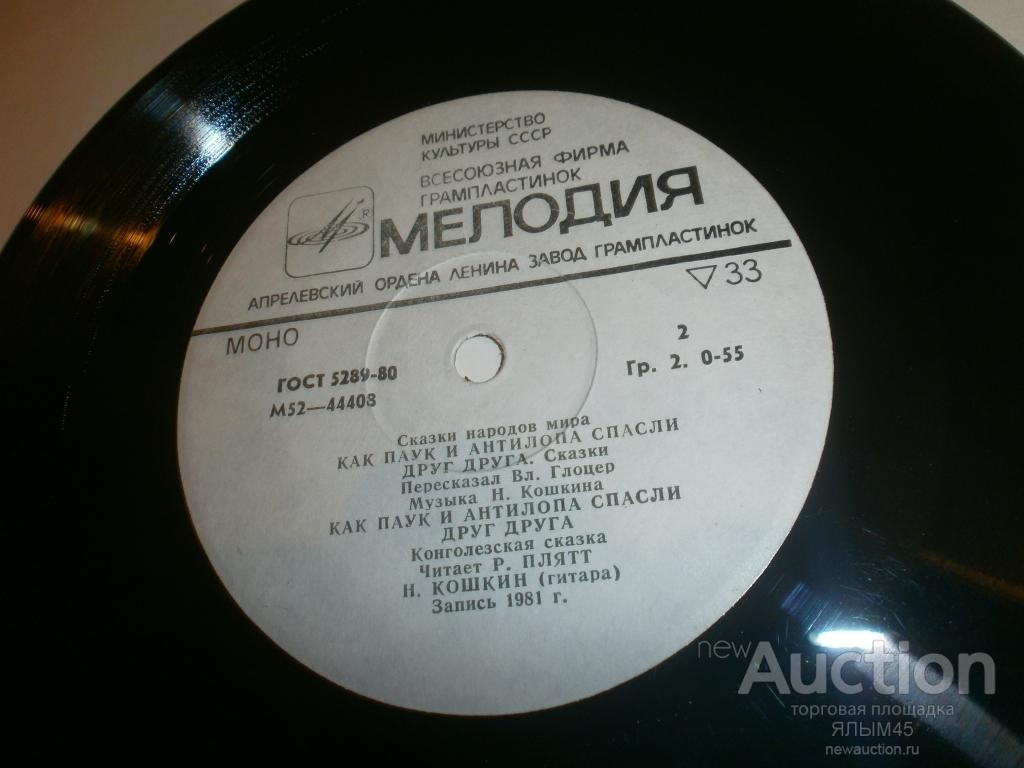 МИНИСТЕРСТВО
КУЛЬТУРЫ СССР
ВСЕСОЮЗНАЯ ФИРМА
ГРАМПЛАСТИНОК
R
МЕЛОДИЯ
АПРЕЛЕВСКИЙ ОРДЕНА ЛЕНИНА ЗАВОД ГРАМПЛАСТИНОК
▽ 33
МОНО
2
ГОСТ 5289-80
Гр. 2. 0-55
М52—44408
Сказки народов мира
КАК ПАУК И АНТИЛОПА СПАСЛИ
ДРУГ ДРУГА. Сказки
Пересказал Вл. Глоцер
Музыка Н. Кошкина
КАК ПАУК И АНТИЛОПА СПАСЛИ
ДРУГ ДРУГА
Конголезская сказка
Читает Р. ПЛЯТТ
Н. КОШКИН (гитара)
Запись 1981 г.
newAuction
торговая площадка
ЯЛЫМ45
newauction.ru